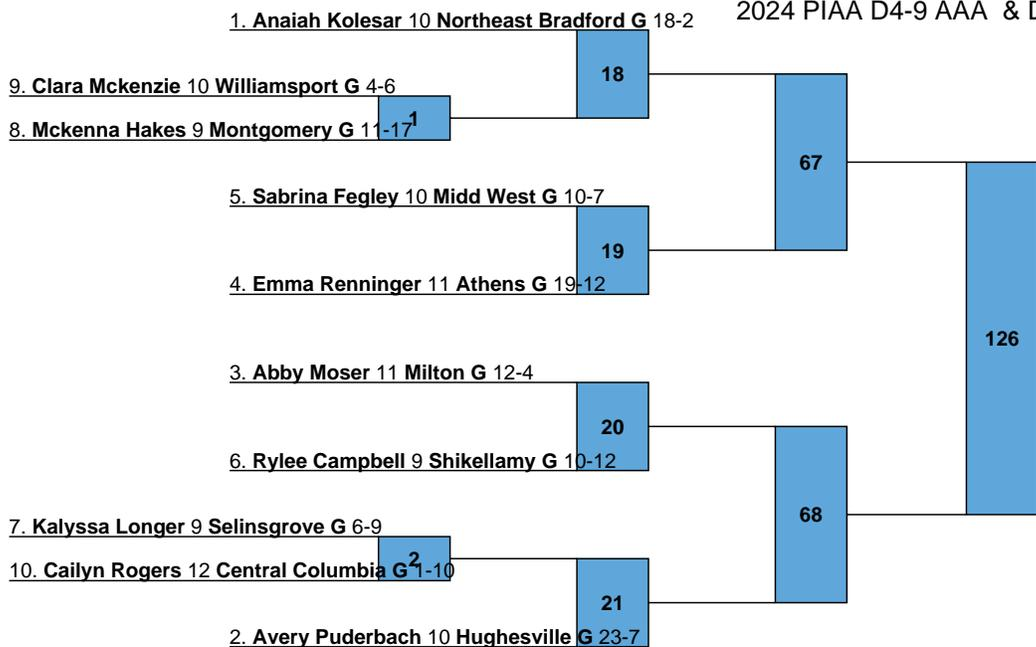 2024 PIAA D4-9 AAA & D
1. Anaiah Kolesar 10 Northeast Bradford G 18-2
18
9. Clara Mckenzie 10 Williamsport G 4-6
1
8. Mckenna Hakes 9 Montgomery G 11-17
67
5. Sabrina Fegley 10 Midd West G 10-7
19
4. Emma Renninger 11 Athens G 19-12
126
3. Abby Moser 11 Milton G 12-4
20
6. Rylee Campbell 9 Shikellamy G 10-12
68
7. Kalyssa Longer 9 Selinsgrove G 6-9
2
10. Cailyn Rogers 12 Central Columbia G 1-10
21
2. Avery Puderbach 10 Hughesville G 23-7